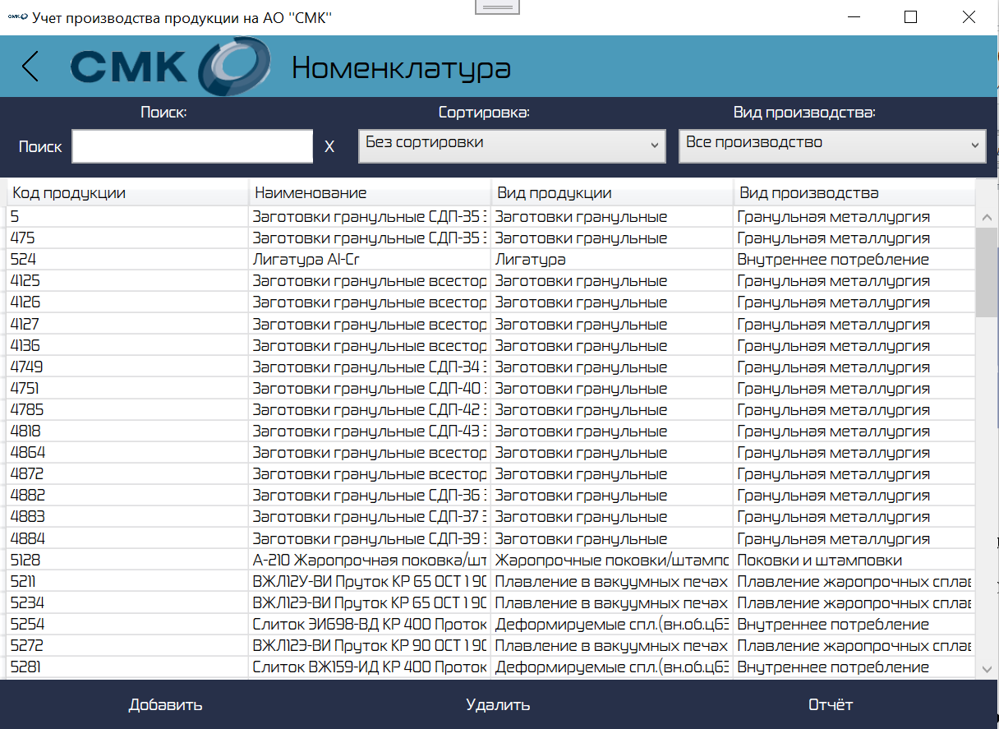 СМК Учет производства продукции на АО "СМК"
СМК Номенклатура
Поиск: Сортировка: Вид производства:
Поиск X Без сортировки Все производство
Код продукции Наименование Вид продукции Вид производства
5 Заготовки гранульные СДП-35 Заготовки гранульные Гранульная металлургия
475 Заготовки гранульные СДП-35 Заготовки гранульные Гранульная металлургия
524 Лигатура Al-Cr Лигатура Внутреннее потребление
4125 Заготовки гранульные всестор Заготовки гранульные Гранульная металлургия
4126 Заготовки гранульные всестор Заготовки гранульные Гранульная металлургия
4127 Заготовки гранульные всестор Заготовки гранульные Гранульная металлургия
4136 Заготовки гранульные всестор Заготовки гранульные Гранульная металлургия
4749 Заготовки гранульные СДП-34 Заготовки гранульные Гранульная металлургия
4751 Заготовки гранульные СДП-40 Заготовки гранульные Гранульная металлургия
4785 Заготовки гранульные СДП-42 Заготовки гранульные Гранульная металлургия
4818 Заготовки гранульные СДП-43 Заготовки гранульные Гранульная металлургия
4864 Заготовки гранульные всестор Заготовки гранульные Гранульная металлургия
4872 Заготовки гранульные всестор Заготовки гранульные Гранульная металлургия
4882 Заготовки гранульные СДП-36 Заготовки гранульные Гранульная металлургия
4883 Заготовки гранульные СДП-37 Заготовки гранульные Гранульная металлургия
4884 Заготовки гранульные СДП-39 Заготовки гранульные Гранульная металлургия
5128 А-210 Жаропрочная поковка/шт Жаропрочные поковки/штампо Поковки и штамповки
5211 ВЖЛ12У-ВИ Пруток КР 65 ОСТ 1 90 Плавление в вакуумных печах Плавление жаропрочных сплав
5234 ВЖЛ12Э-ВИ Пруток КР 65 ОСТ 1 90 Плавление в вакуумных печах Плавление жаропрочных сплав
5254 Слиток ЭИ698-ВД КР 400 Проток Деформируемые спл.(вн.об.ц63 Внутреннее потребление
5272 ВЖЛ12Э-ВИ Пруток КР 90 ОСТ 1 90 Плавление в вакуумных печах Плавление жаропрочных сплав
5281 Слиток ВЖ159-ИД КР 400 Проток Деформируемые спл.(вн.об.ц63 Внутреннее потребление
Добавить Удалить Отчёт